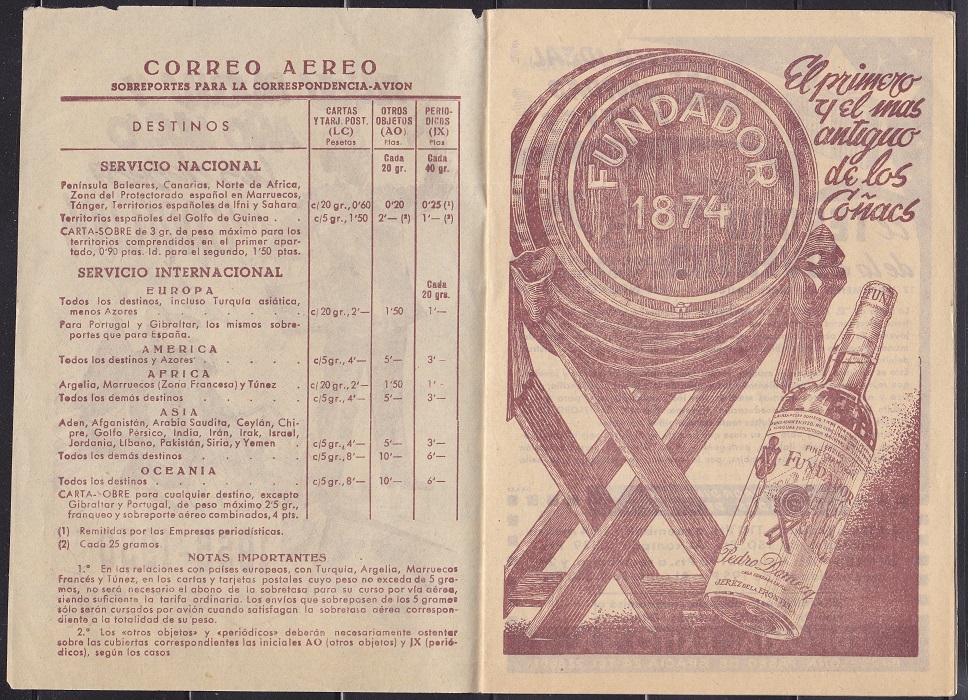 CORREO AEREO
SOBREPORTES PARA LA CORRESPONDENCIA-AVION
DESTINOS
CARTAS Y TARJ. POST. (LC) Pesetas
OTROS OBJETOS (AO) Ptas.
PERIO-DICOS (JX) Ptas
SERVICIO NACIONAL
Cada 20 gr.
Cada 40 gr.
Península Baleares, Canarias, Norte de Africa,
Zona del Protectorado español en Marruecos,
Tánger, Territorios españoles de Ifni y Sahara. c/20 gr., 0'60 0'20 0'25 (1)
Territorios españoles del Golfo de Guinea . . c/5 gr., 1'50 2'— (2) 1'— (2)
CARTA-SOBRE de 3 gr. de peso máximo para los
territorios comprendidos en el primer apar-
tado, 0'90 ptas. Id. para el segundo, 1'50 ptas.
SERVICIO INTERNACIONAL
EUROPA
Cada 20 grs.
Todos los destinos, incluso Turquía asiática,
menos Azores . . . . . . . c/20 gr., 2'— 1'50 1'—
Para Portugal y Gibraltar, los mismos sobre-
portes que para España.
AMERICA
Todos los destinos y Azores . . . . . c/5 gr., 4'— 5'— 3'—
AFRICA
Argelia, Marruecos (Zona Francesa) y Túnez . c/20 gr., 2'— 1'50 1'-
Todos los demás destinos . . . . . c/5 gr., 4'— 5'— 3'—
ASIA
Aden, Afganistán, Arabia Saudita, Ceylán, Chi-
pre, Golfo Pérsico, India, Irán, Irak, Israel,
Jordania, Líbano, Pakistán, Siria, y Yemen . c/5 gr., 4'— 5'— 3'—
Todos los demás destinos . . . . . c/5 gr., 8'— 10'— 6'—
OCEANIA
Todos los destinos . . . . . . . c/5 gr., 8'— 10'— 6'—
CARTA-SOBRE para cualquier destino, excepto
Gibraltar y Portugal, de peso máximo 2'5 gr.,
franqueo y sobreporte aéreo combinados, 4 pts.
(1) Remitidas por las Empresas periodísticas.
(2) Cada 25 gramos
NOTAS IMPORTANTES
1.ª En las relaciones con países europeos, con Turquía, Argelia, Marruecos
Francés y Túnez, en las cartas y tarjetas postales cuyo peso no exceda de 5 gra-
mos, no será necesario el abono de la sobretasa para su curso por vía aérea,
siendo suficiente la tarifa ordinaria. Los envíos que sobrepasen de los 5 gramos
sólo serán cursados por avión cuando satisfagan la sobretasa aérea correspon-
diente a la totalidad de su peso.
2.ª Los «otros objetos» y «periódicos» deberán necesariamente ostentar
sobre las cubiertas correspondientes las iniciales AO (otros objetos) y JX (perió-
dicos), según los casos
El primero
y el mas
antiguo
de los
Coñacs
FUNDADOR
1874
FUN
FUNDADOR
Pedro Domecq
JEREZ DE LA FRONTERA